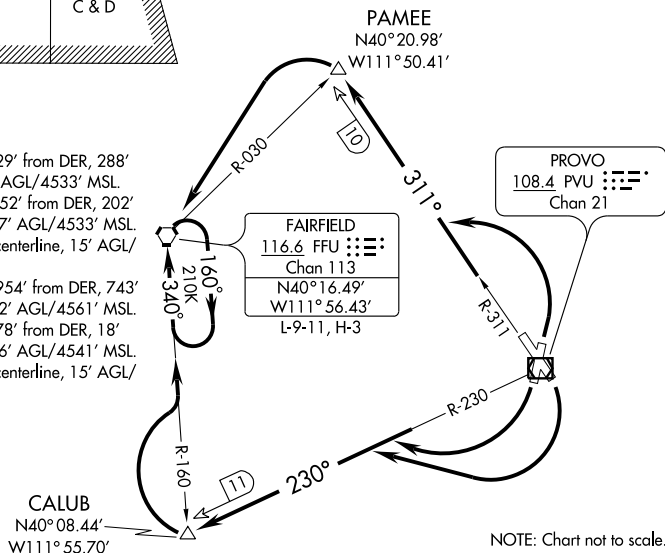 C & D
PAMEE
N40°20.98'
W111°50.41'
10
R-030
29' from DER, 288'
AGL/4533' MSL.
52' from DER, 202'
7' AGL/4533' MSL.
centerline, 15' AGL/
954' from DER, 743'
2' AGL/4561' MSL.
78' from DER, 18'
6' AGL/4541' MSL.
centerline, 15' AGL/
311°
PROVO
108.4 PVU
Chan 21
FAIRFIELD
116.6 FFU
Chan 113
N40°16.49'
W111°56.43'
L-9-11, H-3
160°
210K
340°
R-311
R-230
230°
R-160
11
CALUB
N40°08.44'
W111°55.70'
NOTE: Chart not to scale.